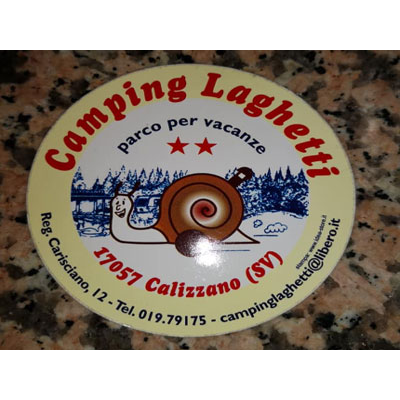 Camping Laghetti
parco per vacanze
17057 Calizzano (SV)
Reg. Carisciano, 12 - Tel. 019.79175 - campinglaghetti@libero.it